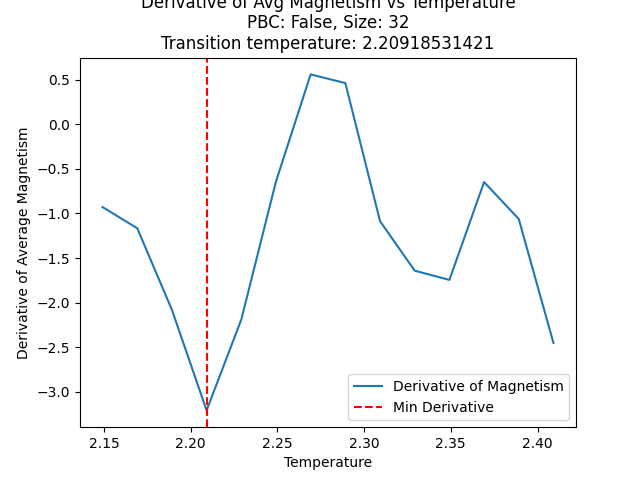 Derivative of Avg Magnetism vs Temperature
PBC: False, Size: 32
Transition temperature: 2.20918531421
0.5
0.0
−0.5
−1.0
−1.5
−2.0
−2.5
−3.0
Derivative of Average Magnetism
Derivative of Magnetism
Min Derivative
2.15
2.20
2.25
2.30
2.35
2.40
Temperature